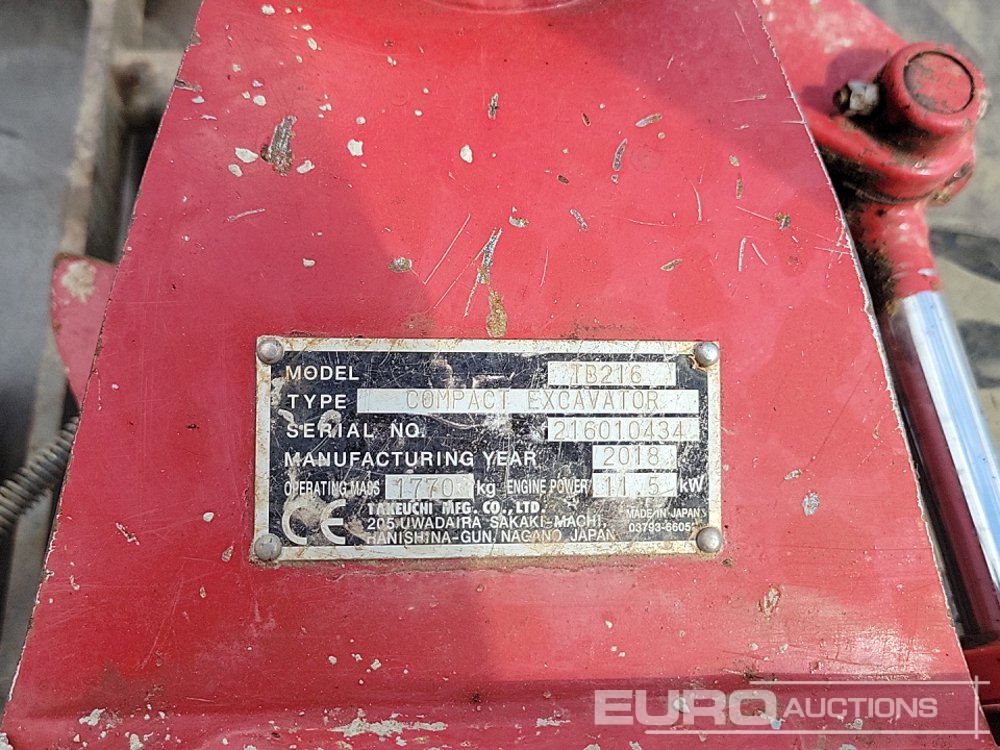 MODEL TB216
TYPE COMPACT EXCAVATOR
SERIAL NO. 216010434
MANUFACTURING YEAR 2018
OPERATING MASS 1770 kg ENGINE POWER 11.5 kW
CE TAKEUCHI MFG. CO.,LTD. MADE IN JAPAN
205,UWADAIRA SAKAKI-MACHI, 03793-6605
HANISHINA-GUN, NAGANO, JAPAN
EURO AUCTIONS